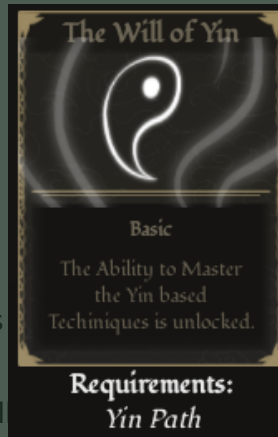 The Will of Yin
Basic
The Ability to Master
the Yin based
Techiniques is unlocked.
Requirements:
Yin Path